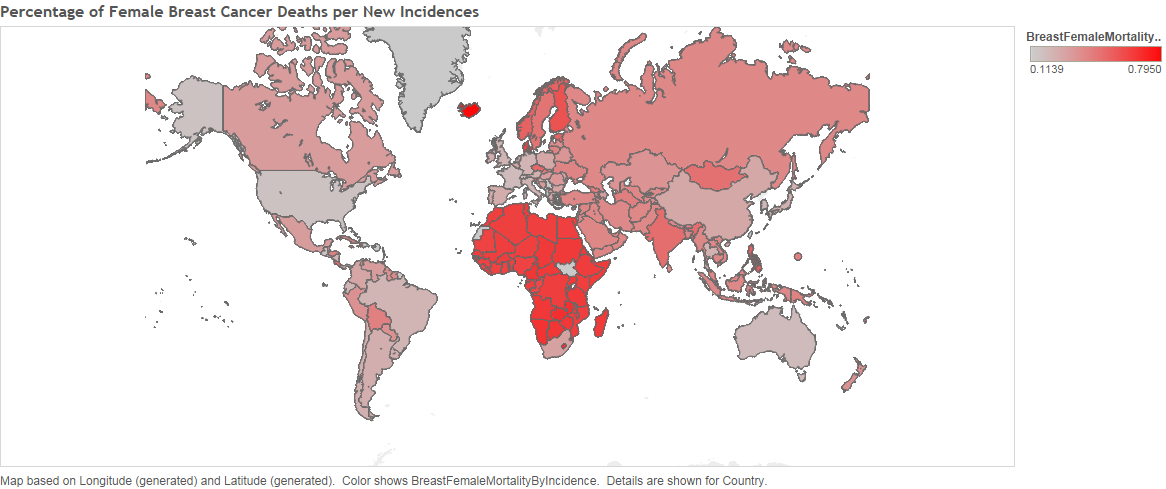 Percentage of Female Breast Cancer Deaths per New Incidences
BreastFemaleMortality..
0.1139 0.7950
Map based on Longitude (generated) and Latitude (generated).  Color shows BreastFemaleMortalityByIncidence.  Details are shown for Country.